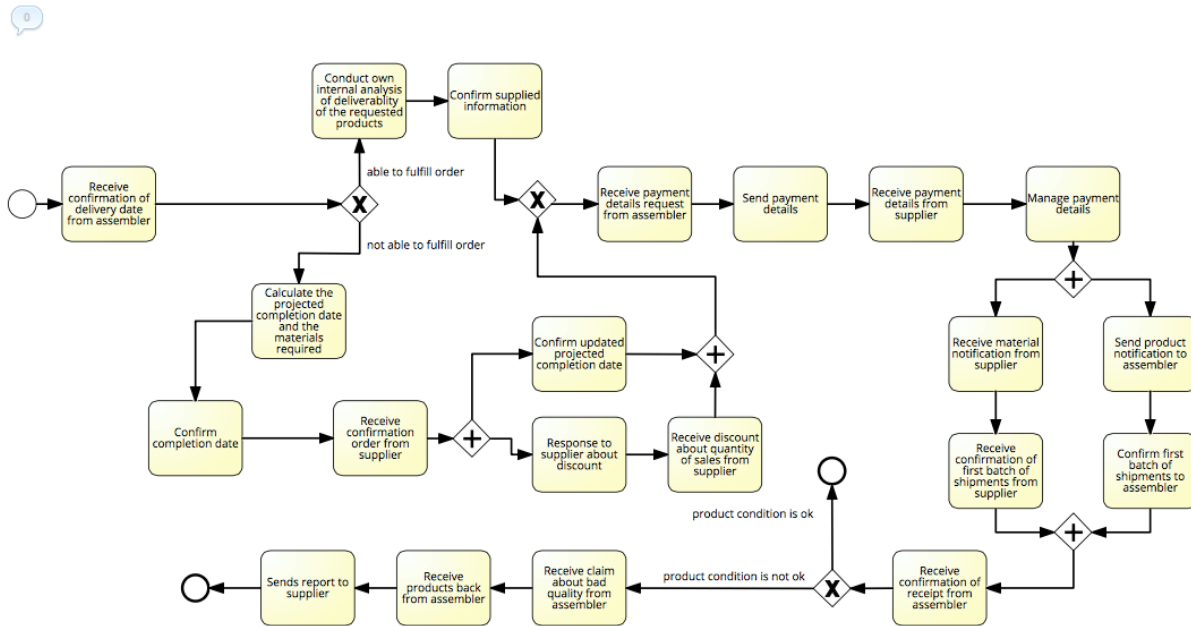 0
Conduct own
internal analysis
of deliverablity
of the requested
products
Confirm supplied
information
able to fulfill order
Receive
confirmation of
delivery date
from assembler
Receive payment
details request
from assembler
Send payment
details
Receive payment
details from
supplier
Manage payment
details
not able to fulfill order
Calculate the
projected
completion date
and the
materials
required
Confirm updated
projected
completion date
Receive material
notification from
supplier
Send product
notification to
assembler
Confirm
completion date
Receive
confirmation
order from
supplier
Response to
supplier about
discount
Receive discount
about quantity
of sales from
supplier
Receive
confirmation of
first batch of
shipments from
supplier
Confirm first
batch of
shipments to
assembler
product condition is ok
Sends report to
supplier
Receive
products back
from assembler
Receive claim
about bad
quality from
assembler
product condition is not ok
Receive
confirmation of
receipt from
assembler